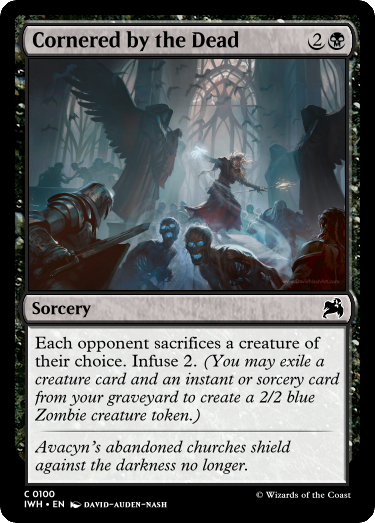 Cornered by the Dead 2
Sorcery
Each opponent sacrifices a creature of
their choice. Infuse 2. (You may exile a
creature card and an instant or sorcery card
from your graveyard to create a 2/2 blue
Zombie creature token.)
Avacyn's abandoned churches shield
against the darkness no longer.
C 0100
IWH • EN DAVID-AUDEN-NASH
© Wizards of the Coast